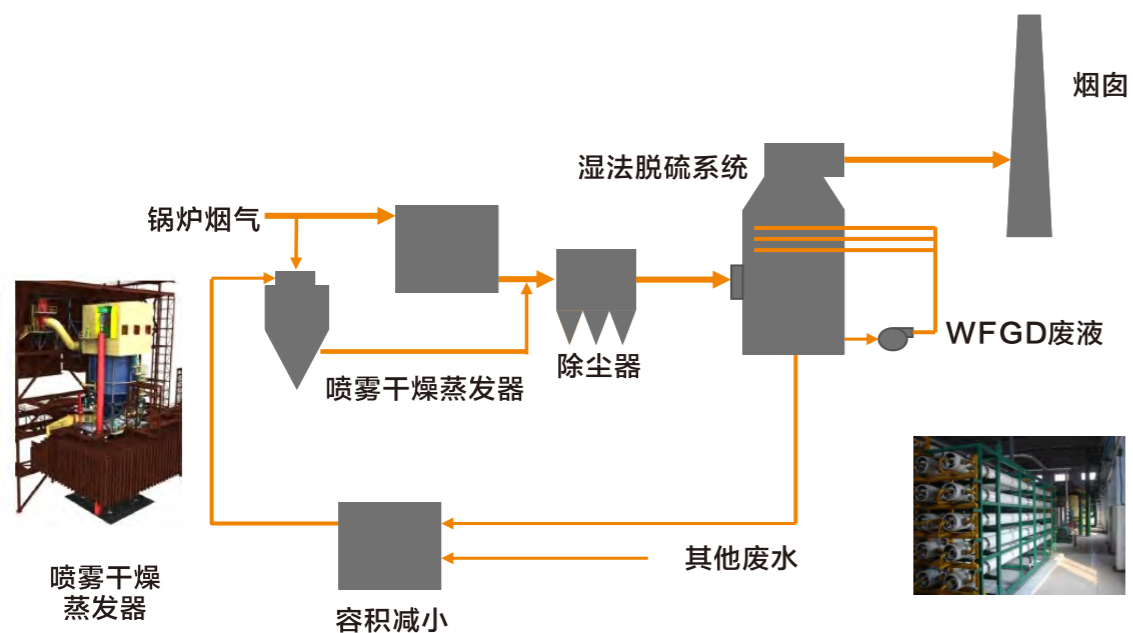 烟囱
湿法脱硫系统
锅炉烟气
WFGD废液
除尘器
喷雾干燥蒸发器
其他废水
喷雾干燥
蒸发器
容积减小